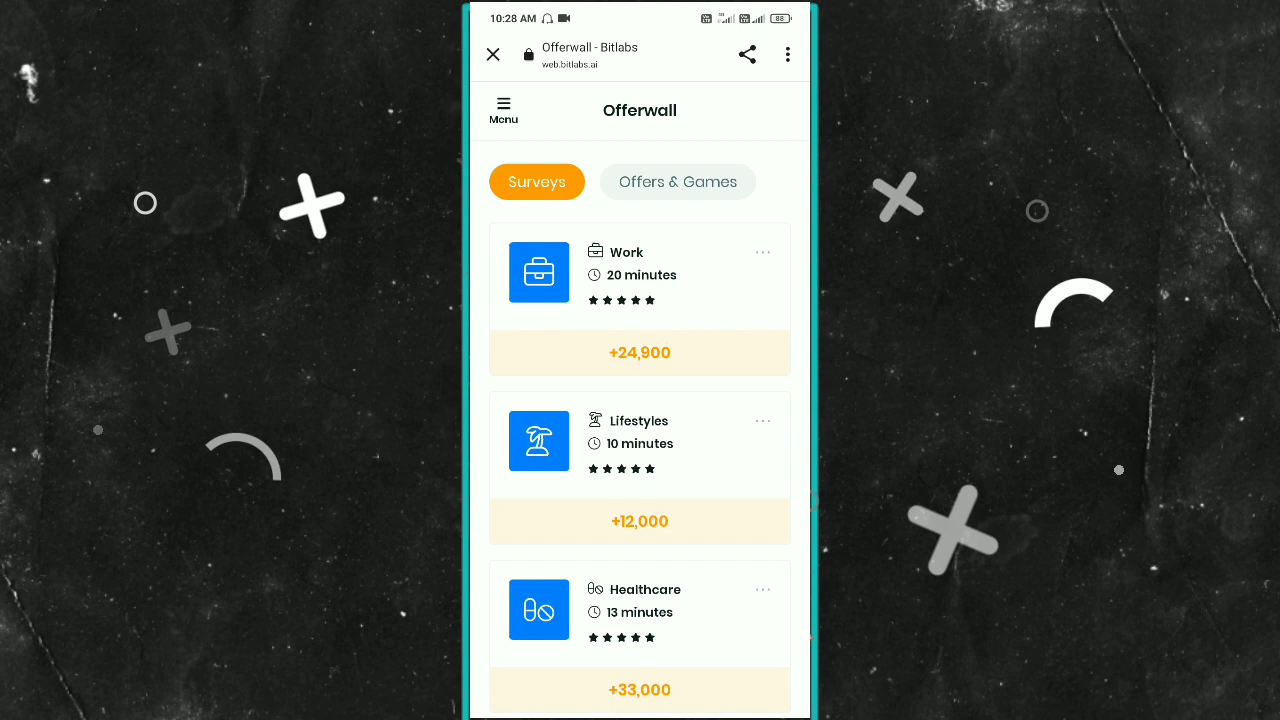 10:28 AM
88
Offerwall - Bitlabs
web.bitlabs.ai
Menu
Offerwall
Surveys
Offers & Games
Work
20 minutes
+24,900
Lifestyles
10 minutes
+12,000
Healthcare
13 minutes
+33,000